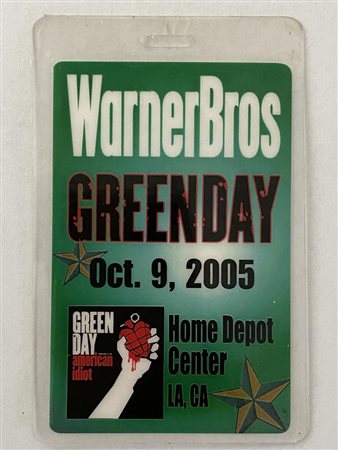 WarnerBros
GREENDAY
Oct. 9, 2005
GREEN
DAY
american
idiot
Home Depot
Center
LA, CA